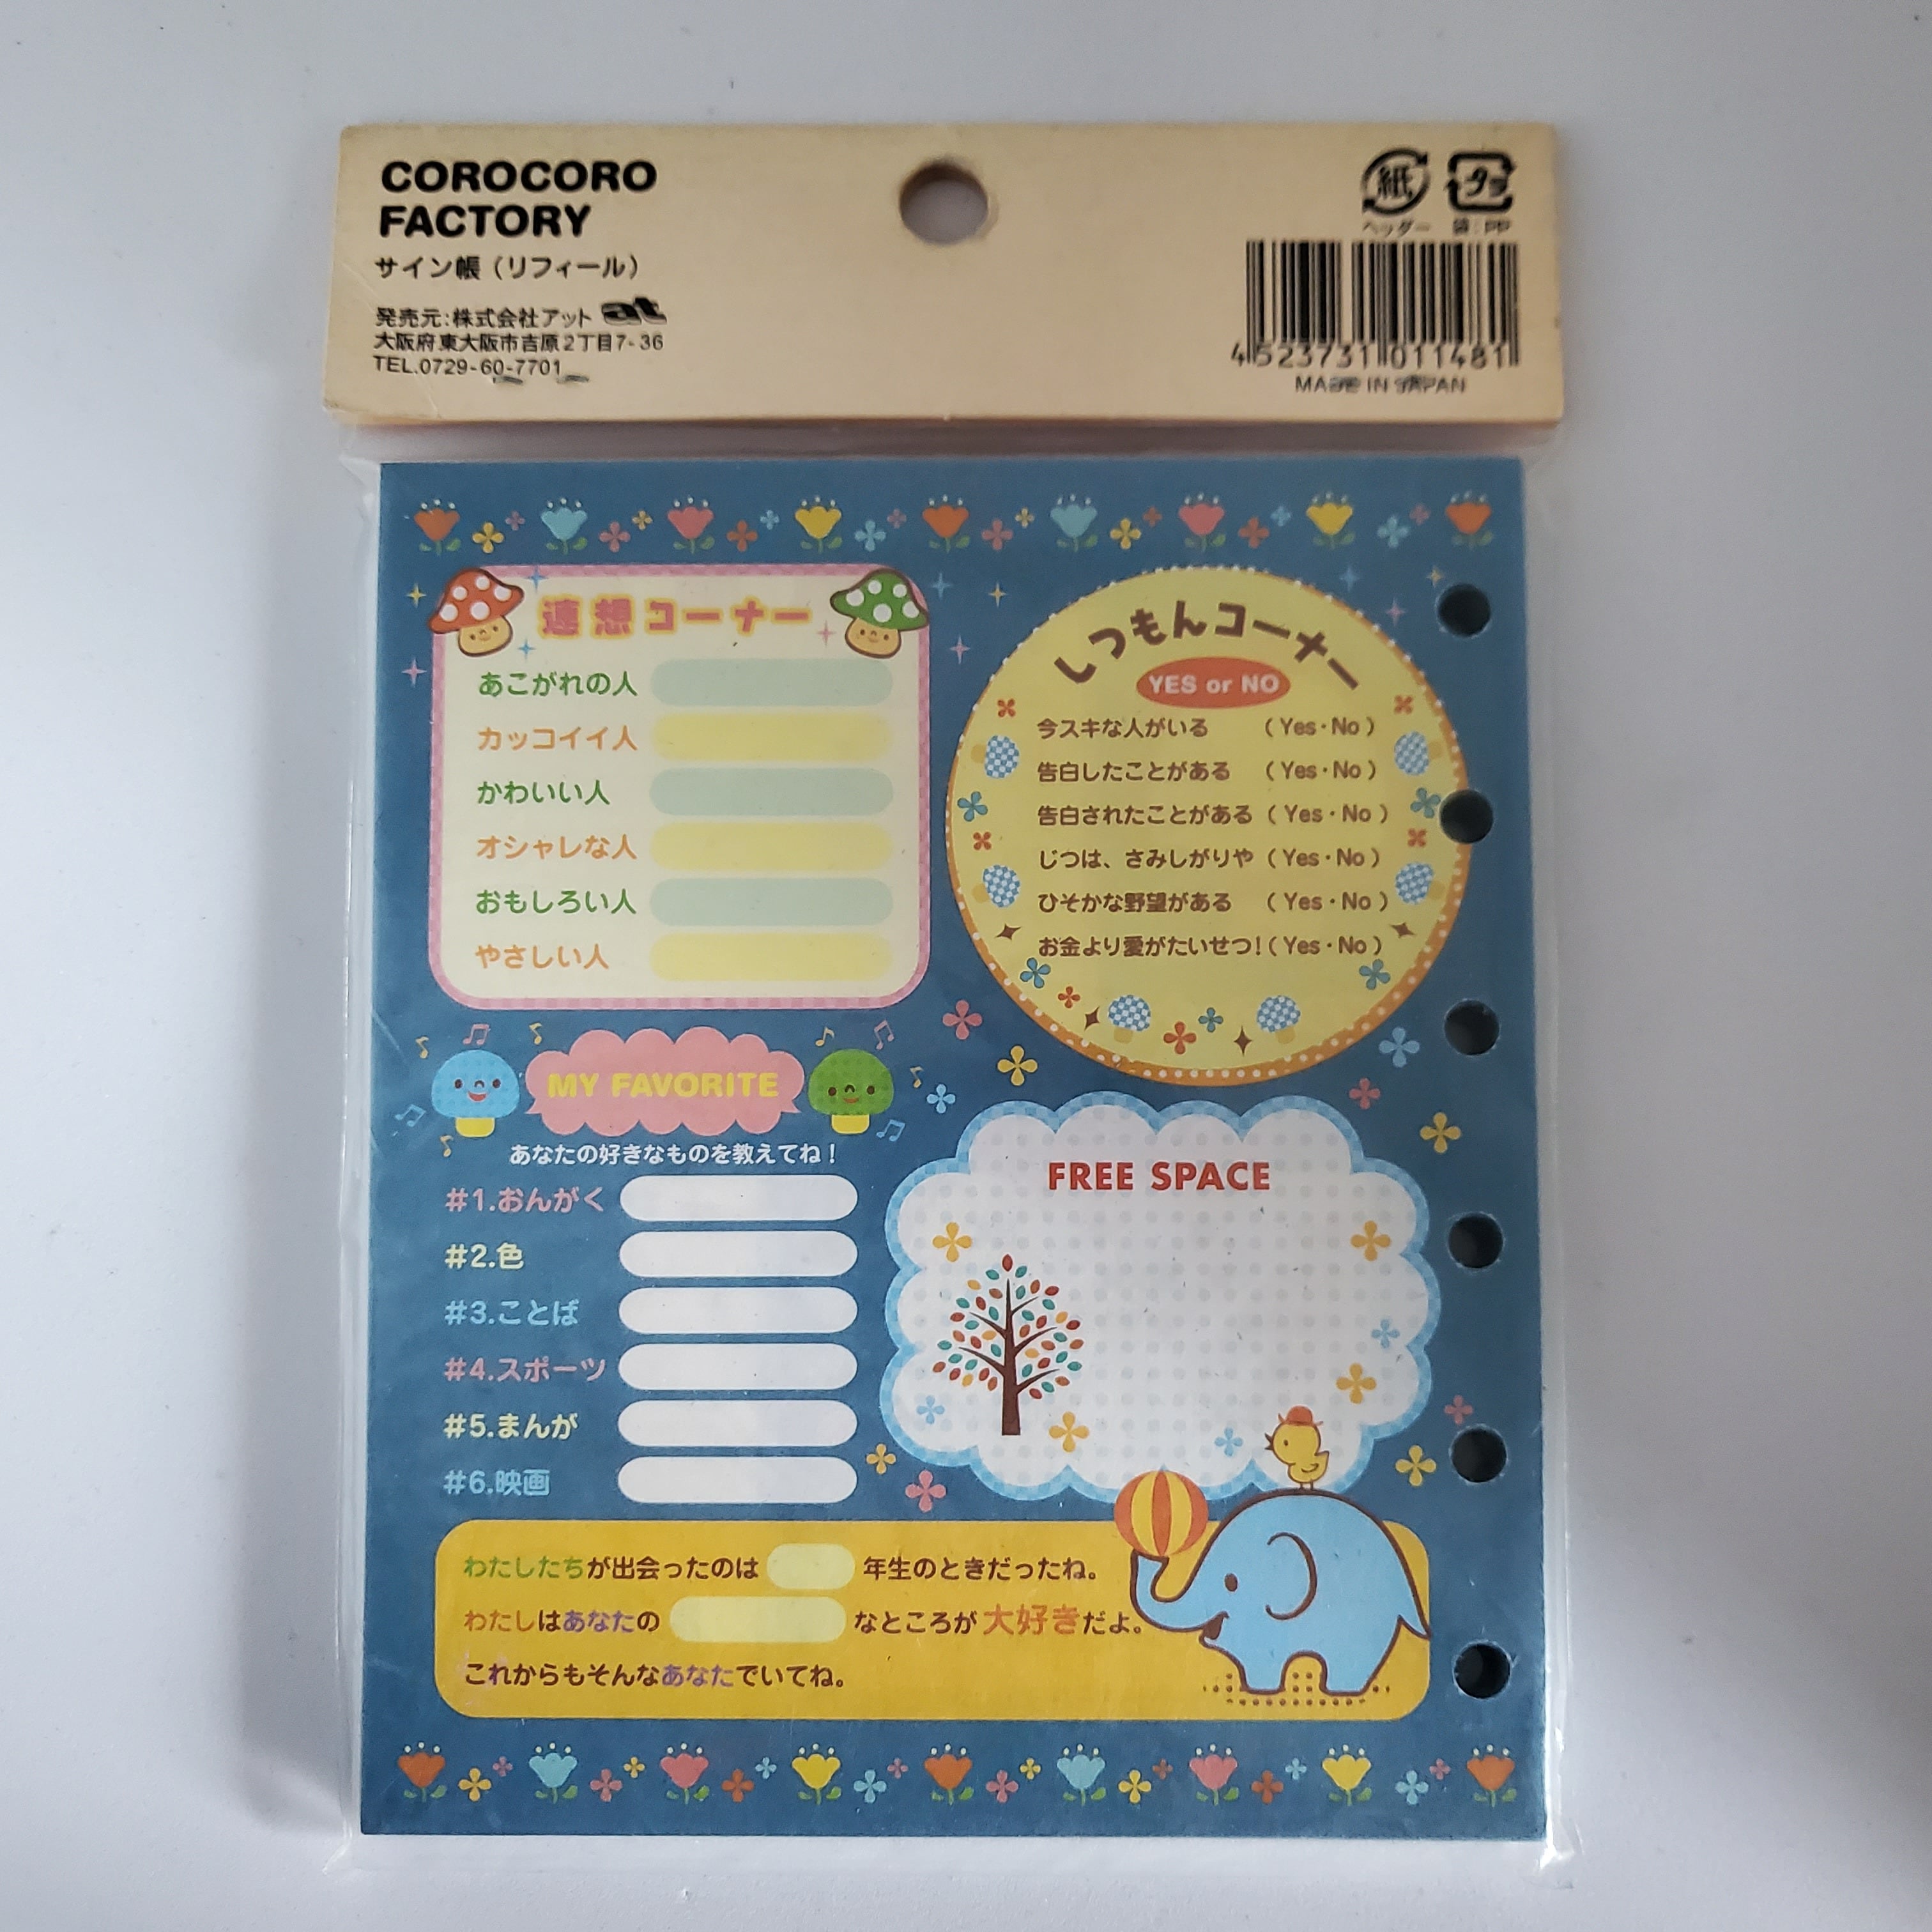 COROCORO
FACTORY
サイン帳（リフィール）
発売元:株式会社アット at
大阪府東大阪市吉原2丁目7-36
TEL.0729-60-7701
紙
ヘッダー
プラ
袋:PP
4523731011481
MADE IN JAPAN
連想コーナー
あこがれの人
カッコイイ人
かわいい人
オシャレな人
おもしろい人
やさしい人
しつもんコーナー
YES or NO
今スキな人がいる (Yes・No)
告白したことがある (Yes・No)
告白されたことがある (Yes・No)
じつは、さみしがりや (Yes・No)
ひそかな野望がある (Yes・No)
お金より愛がたいせつ! (Yes・No)
MY FAVORITE
あなたの好きなものを教えてね!
#1.おんがく
#2.色
#3.ことば
#4.スポーツ
#5.まんが
#6.映画
FREE SPACE
わたしたちが出会ったのは 年生のときだったね。
わたしはあなたの なところが大好きだよ。
これからもそんなあなたでいてね。